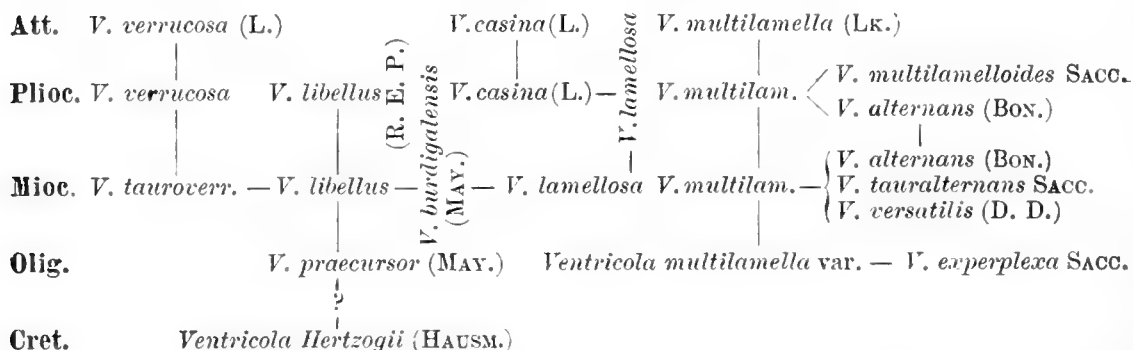 Att. V. verrucosa (L.) V. casina (L.) V. multilamella (LK.)
V. multilamelloides SACC.
Plioc. V. verrucosa V. libellus (R. E. P.) V. casina (L.) — V. lamellosa V. multilam.
V. alternans (BON.)
V. alternans (BON.)
Mioc. V. tauroverr. — V. libellus — V. burdigalensis (MAY.) — V. lamellosa V. multilam. — V. tauralternans SACC.
V. versatilis (D. D.)
Olig. V. praecursor (MAY.) Ventricola multilamella var. — V. experplexa SACC.
?
Cret. Ventricola Hertzogii (HAUSM.)